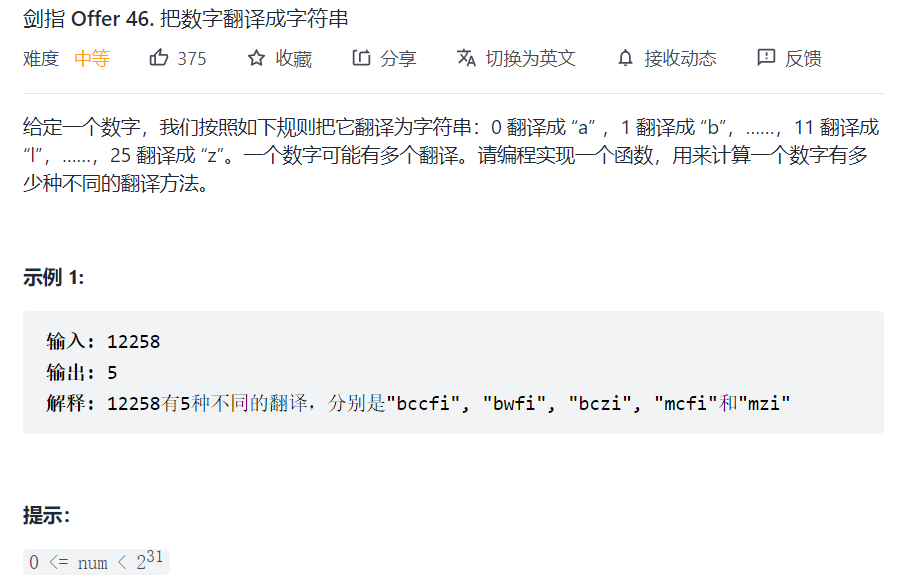 剑指 Offer 46. 把数字翻译成字符串
难度 中等 375 收藏 分享 切换为英文 接收动态 反馈
给定一个数字，我们按照如下规则把它翻译为字符串：0 翻译成 “a” ，1 翻译成 “b”，……，11 翻译成
“l”，……，25 翻译成 “z”。一个数字可能有多个翻译。请编程实现一个函数，用来计算一个数字有多
少种不同的翻译方法。
示例 1:
输入: 12258
输出: 5
解释: 12258有5种不同的翻译，分别是"bccfi", "bwfi", "bczi", "mcfi"和"mzi"
提示:
0 <= num < 2³¹